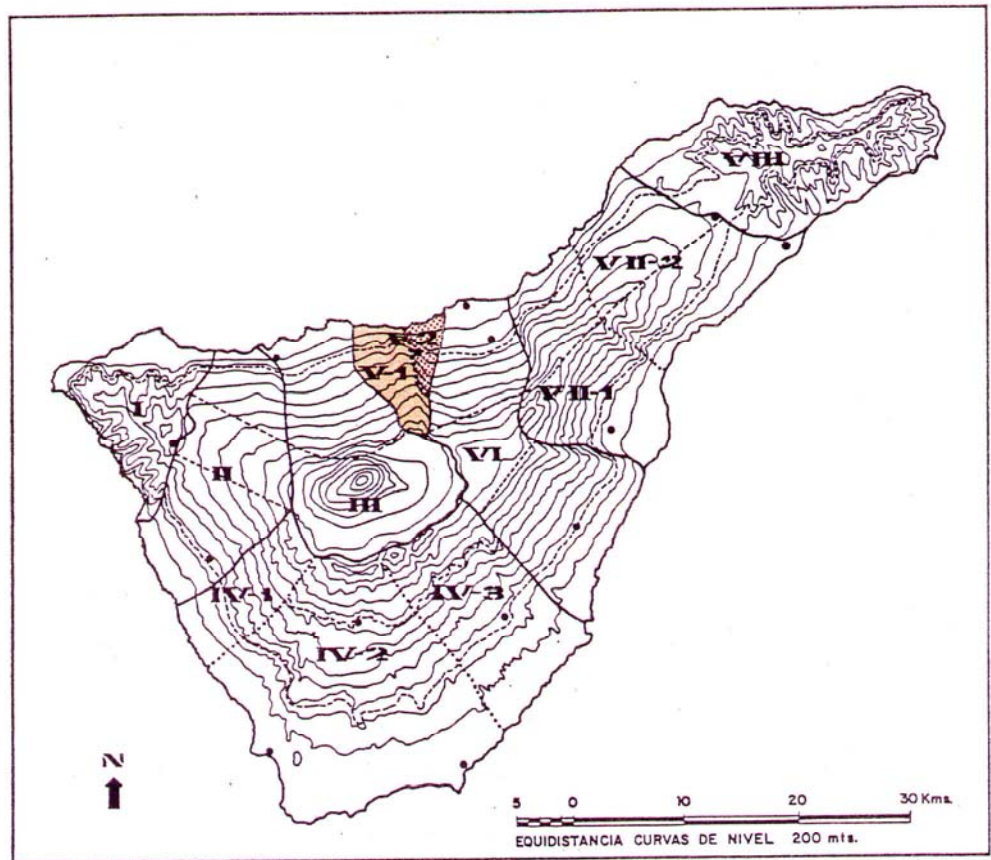 VIII
VII-2
V-2
V-1
I
VII-1
VI
II
III
IV-1
IV-3
IV-2
N
5 0 10 20 30 Kms.
EQUIDISTANCIA CURVAS DE NIVEL 200 mts.